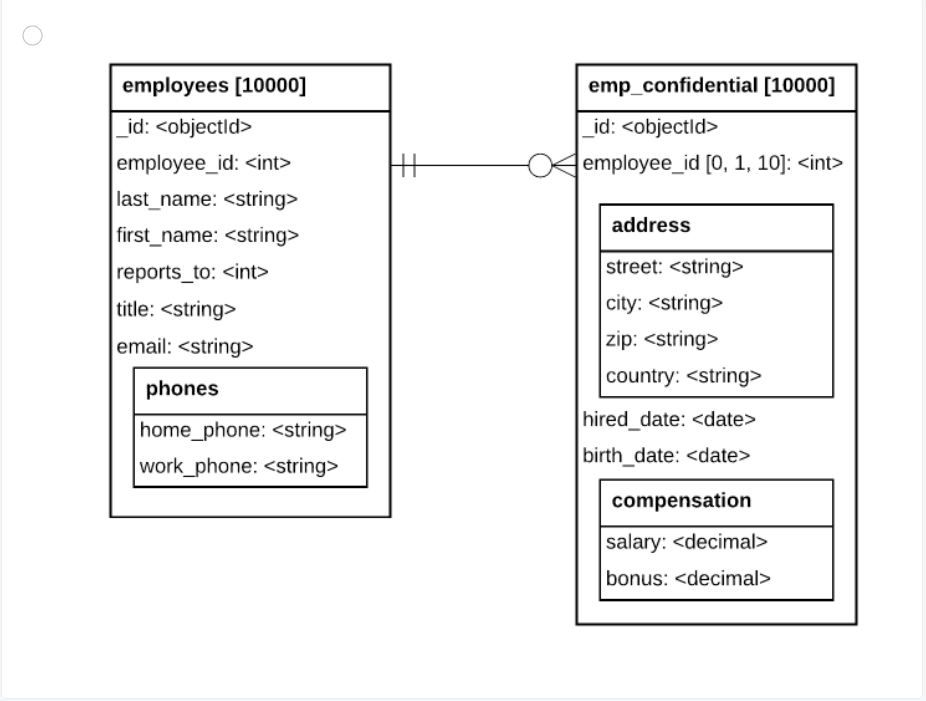 employees [10000]
_id: <objectId>
employee_id: <int>
last_name: <string>
first_name: <string>
reports_to: <int>
title: <string>
email: <string>
phones
home_phone: <string>
work_phone: <string>
emp_confidential [10000]
_id: <objectId>
employee_id [0, 1, 10]: <int>
address
street: <string>
city: <string>
zip: <string>
country: <string>
hired_date: <date>
birth_date: <date>
compensation
salary: <decimal>
bonus: <decimal>